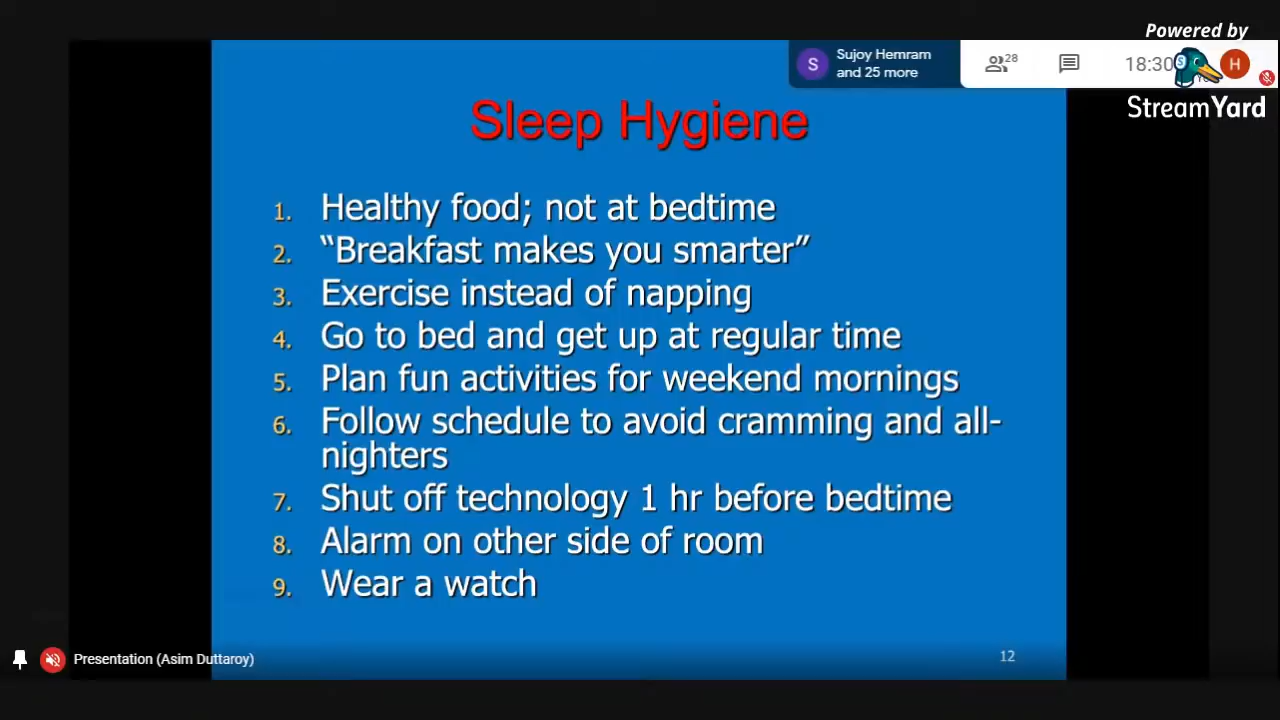 Powered by
StreamYard
S
Sujoy Hemram
and 25 more
28
18:30
H
Sleep Hygiene
1. Healthy food; not at bedtime
2. “Breakfast makes you smarter”
3. Exercise instead of napping
4. Go to bed and get up at regular time
5. Plan fun activities for weekend mornings
6. Follow schedule to avoid cramming and all-
nighters
7. Shut off technology 1 hr before bedtime
8. Alarm on other side of room
9. Wear a watch
Presentation (Asim Duttaroy)
12